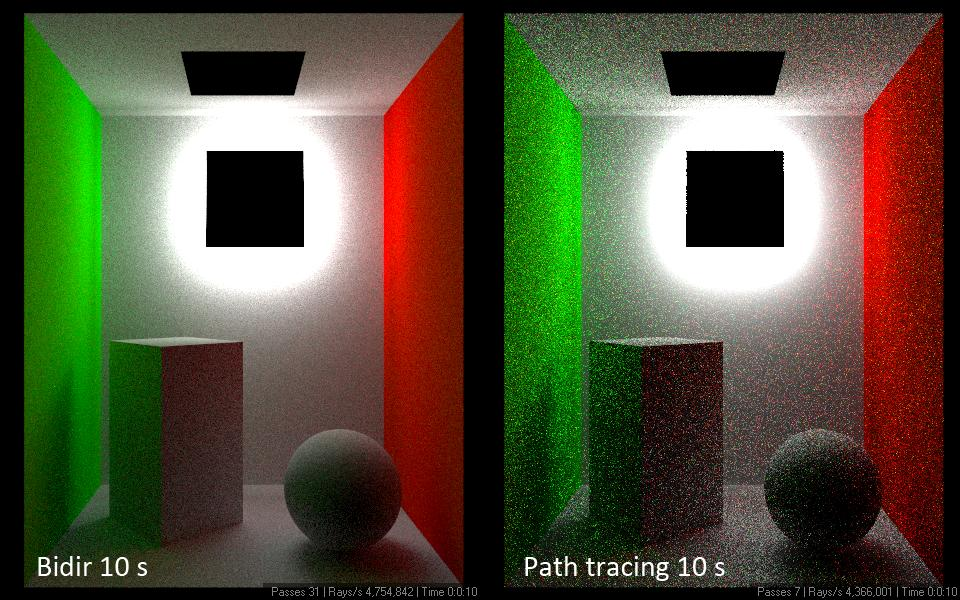 Bidir 10 s
Passes 31 | Rays/s 4,754,842 | Time 0:0:10
Path tracing 10 s
Passes 7 | Rays/s 4,366,001 | Time 0:0:10